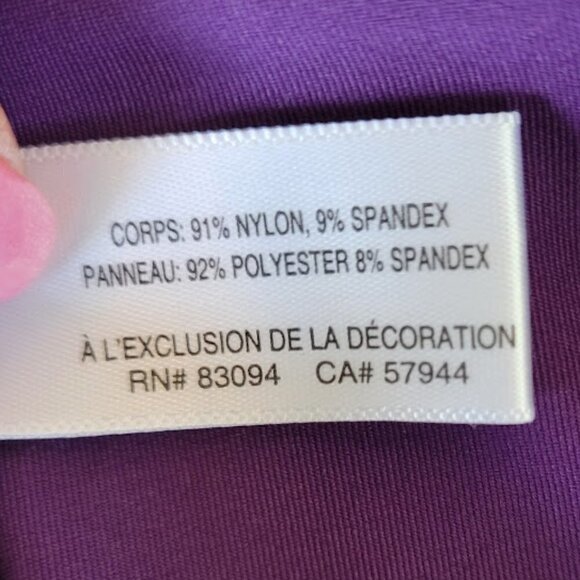 CORPS: 91% NYLON, 9% SPANDEX
PANNEAU: 92% POLYESTER 8% SPANDEX
À L'EXCLUSION DE LA DÉCORATION
RN# 83094 CA# 57944